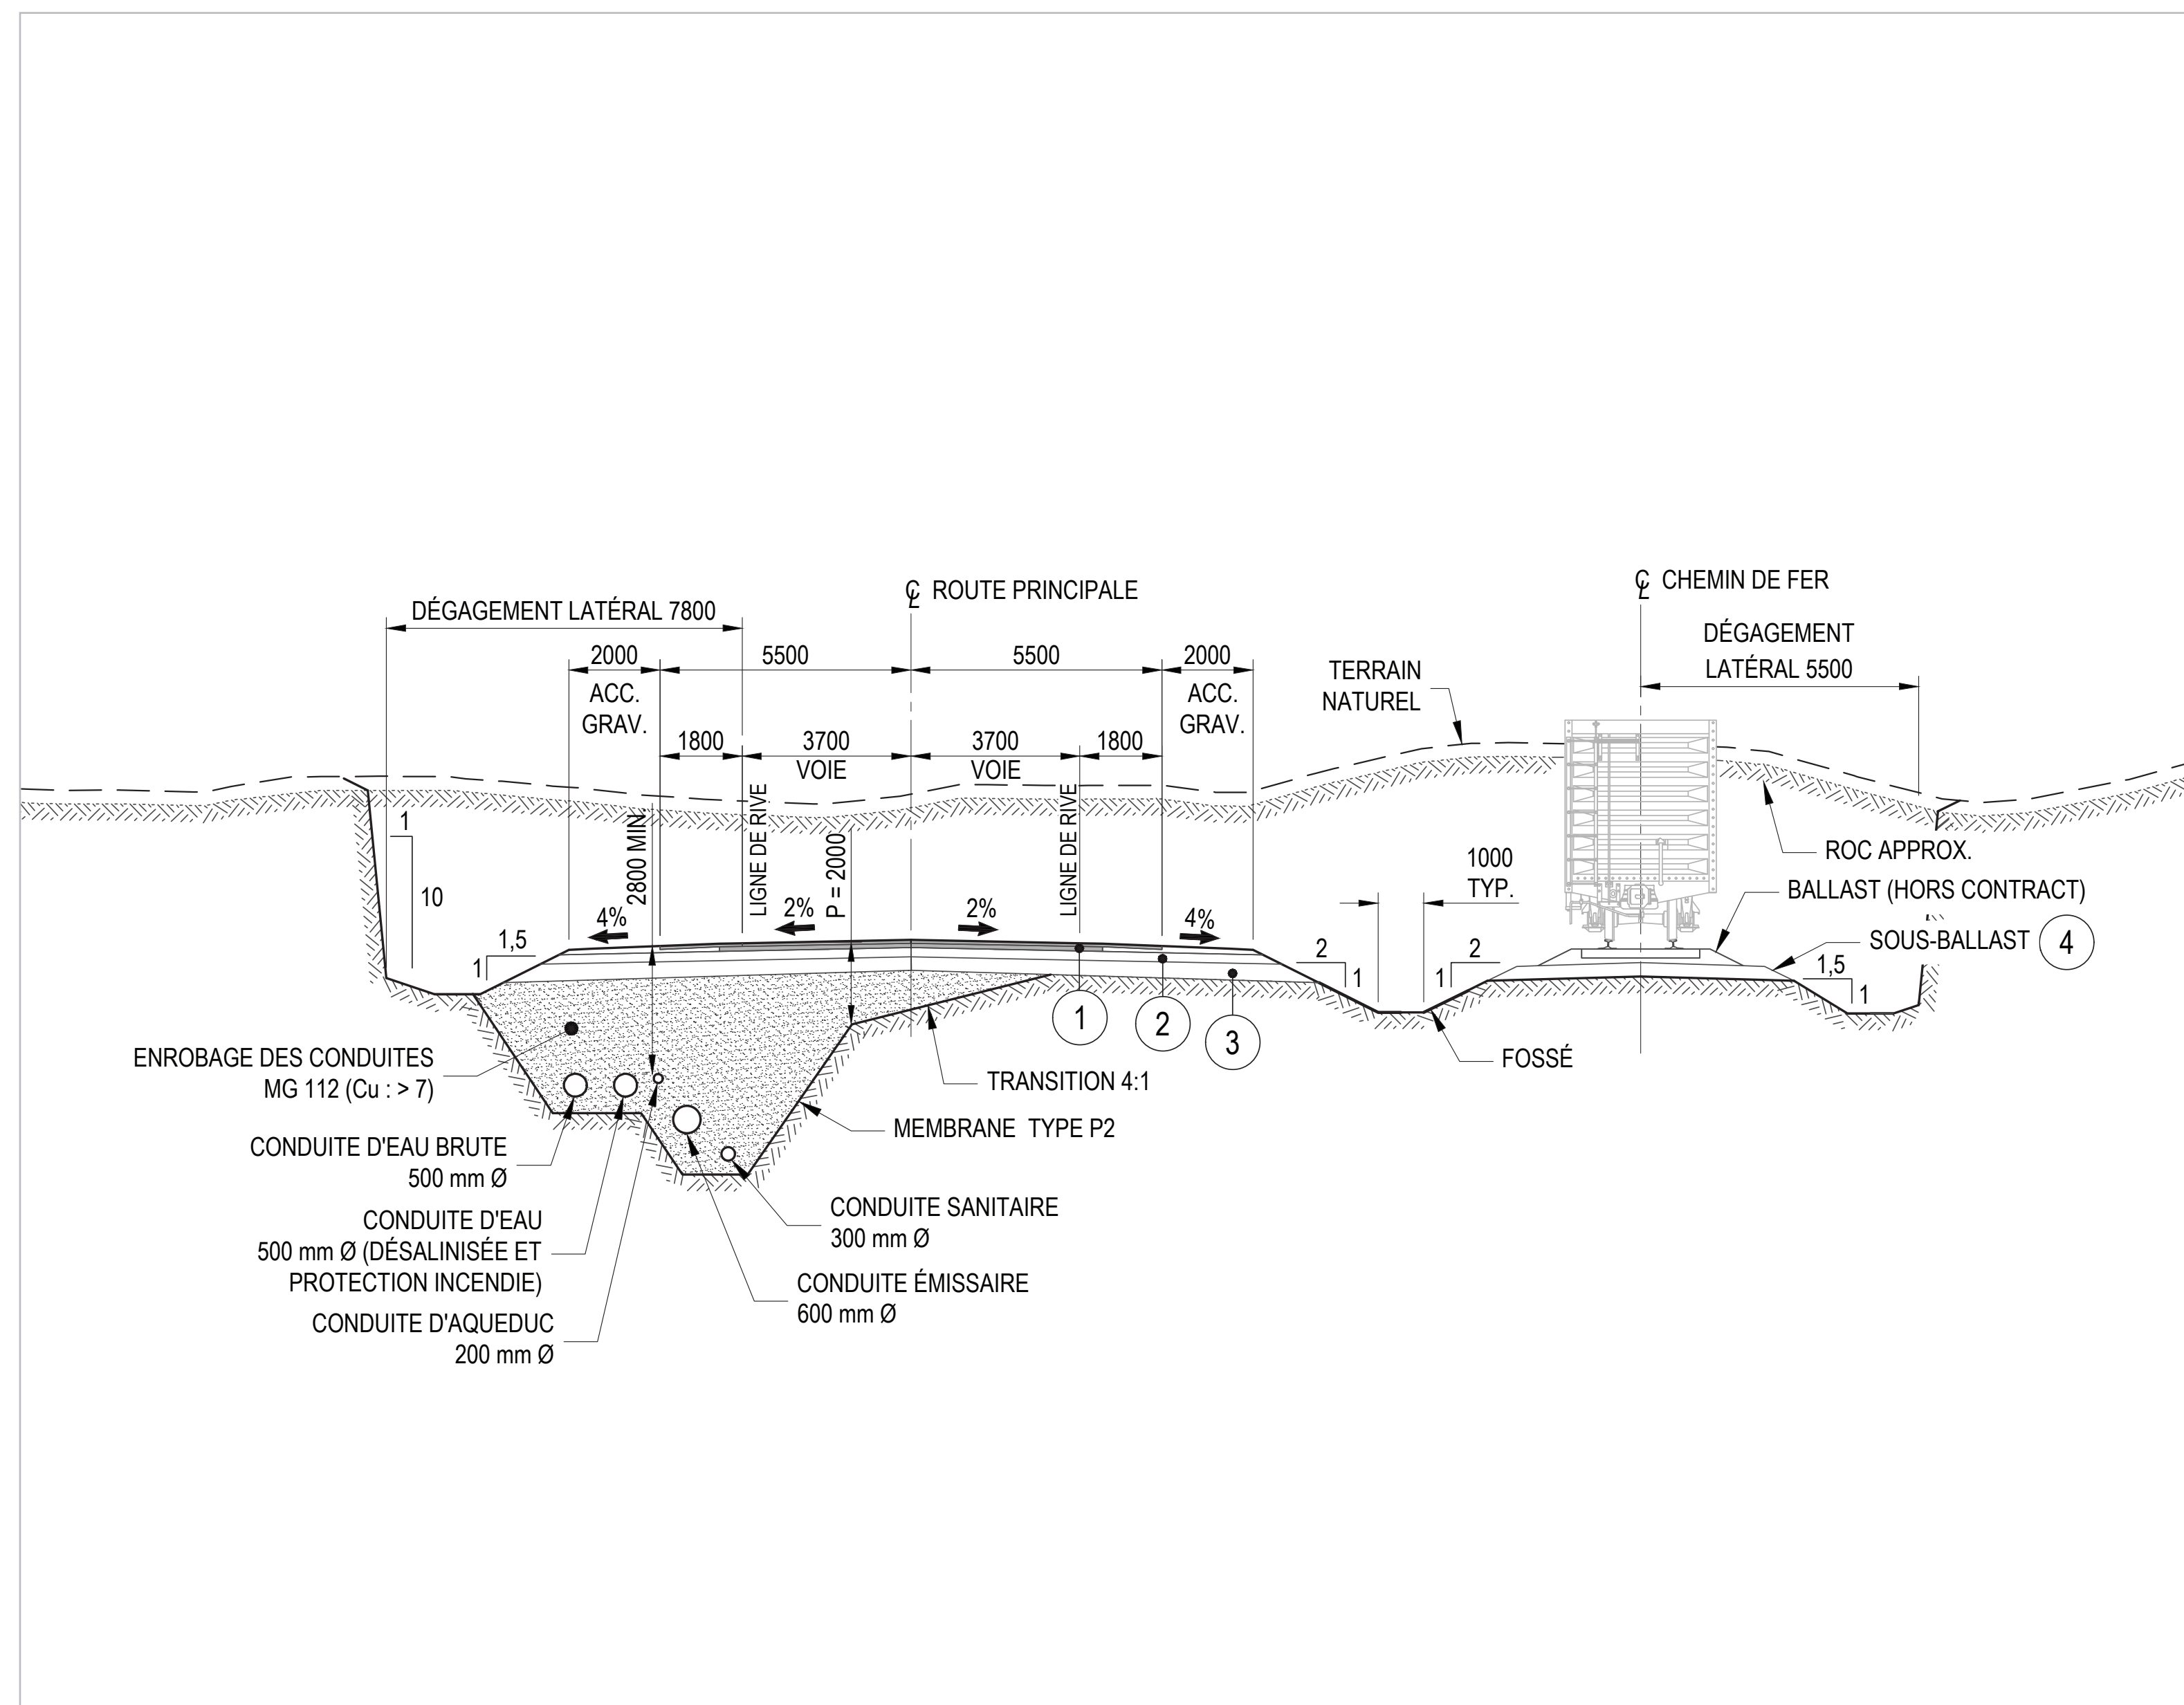 ℄ CHEMIN DE FER
℄ ROUTE PRINCIPALE
DÉGAGEMENT LATÉRAL 7800
DÉGAGEMENT
LATÉRAL 5500
2000
5500
5500
2000
ACC.
GRAV.
ACC.
GRAV.
TERRAIN
NATUREL
1800
3700
VOIE
3700
VOIE
1800
LIGNE DE RIVE
LIGNE DE RIVE
2800 MIN.
P = 2000
1
10
1000
TYP.
ROC APPROX.
BALLAST (HORS CONTRACT)
4%
2%
2%
4%
SOUS-BALLAST
4
1,5
1
2
1
2
1
1,5
1
1
2
3
ENROBAGE DES CONDUITES
MG 112 (Cu : > 7)
FOSSÉ
TRANSITION 4:1
MEMBRANE TYPE P2
CONDUITE D'EAU BRUTE
500 mm Ø
CONDUITE SANITAIRE
300 mm Ø
CONDUITE D'EAU
500 mm Ø (DÉSALINISÉE ET
PROTECTION INCENDIE)
CONDUITE ÉMISSAIRE
600 mm Ø
CONDUITE D'AQUEDUC
200 mm Ø